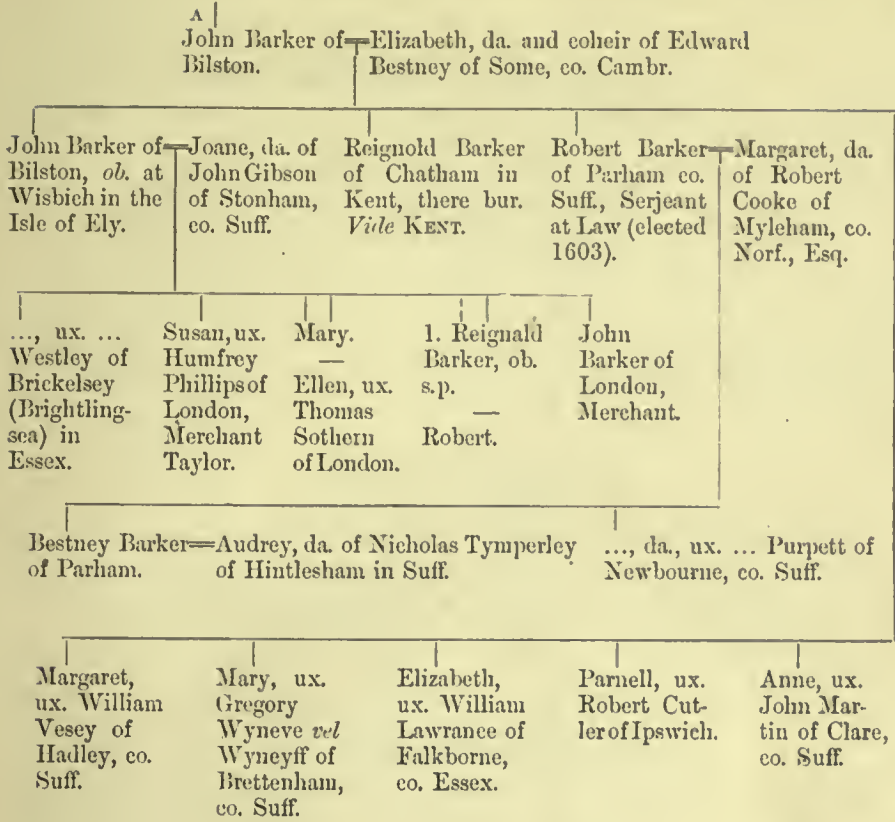 A
John Barker of Elizabeth, da. and coheir of Edward
Bilston. Bestney of Some, co. Cambr.
John Barker of
Bilston, ob. at
Wisbich in the
Isle of Ely.
Joane, da. of
John Gibson
of Stonham,
co. Suff.
Reignold Barker
of Chatham in
Kent, there bur.
Vide KENT.
Robert Barker
of Parham co.
Suff., Serjeant
at Law (elected
1603).
Margaret, da.
of Robert
Cooke of
Myleham, co.
Norf., Esq.
..., ux. ...
Westley of
Brickelsey
(Brightling-
sea) in
Essex.
Susan, ux.
Humfrey
Phillips of
London,
Merchant
Taylor.
Mary.
—
Ellen, ux.
Thomas
Sothern
of London.
1. Reignald
Barker, ob.
s.p.
—
Robert.
John
Barker of
London,
Merchant.
Bestney Barker=Audrey, da. of Nicholas Tymperley
of Parham. of Hintlesham in Suff.
..., da., ux. ... Purpett of
Newbourne, co. Suff.
Margaret,
ux. William
Vesey of
Hadley, co.
Suff.
Mary, ux.
Gregory
Wyneve vel
Wyneyff of
Brettenham,
co. Suff.
Elizabeth,
ux. William
Lawrance of
Falkborne,
co. Essex.
Parnell, ux.
Robert Cut-
ler of Ipswich.
Anne, ux.
John Mar-
tin of Clare,
co. Suff.